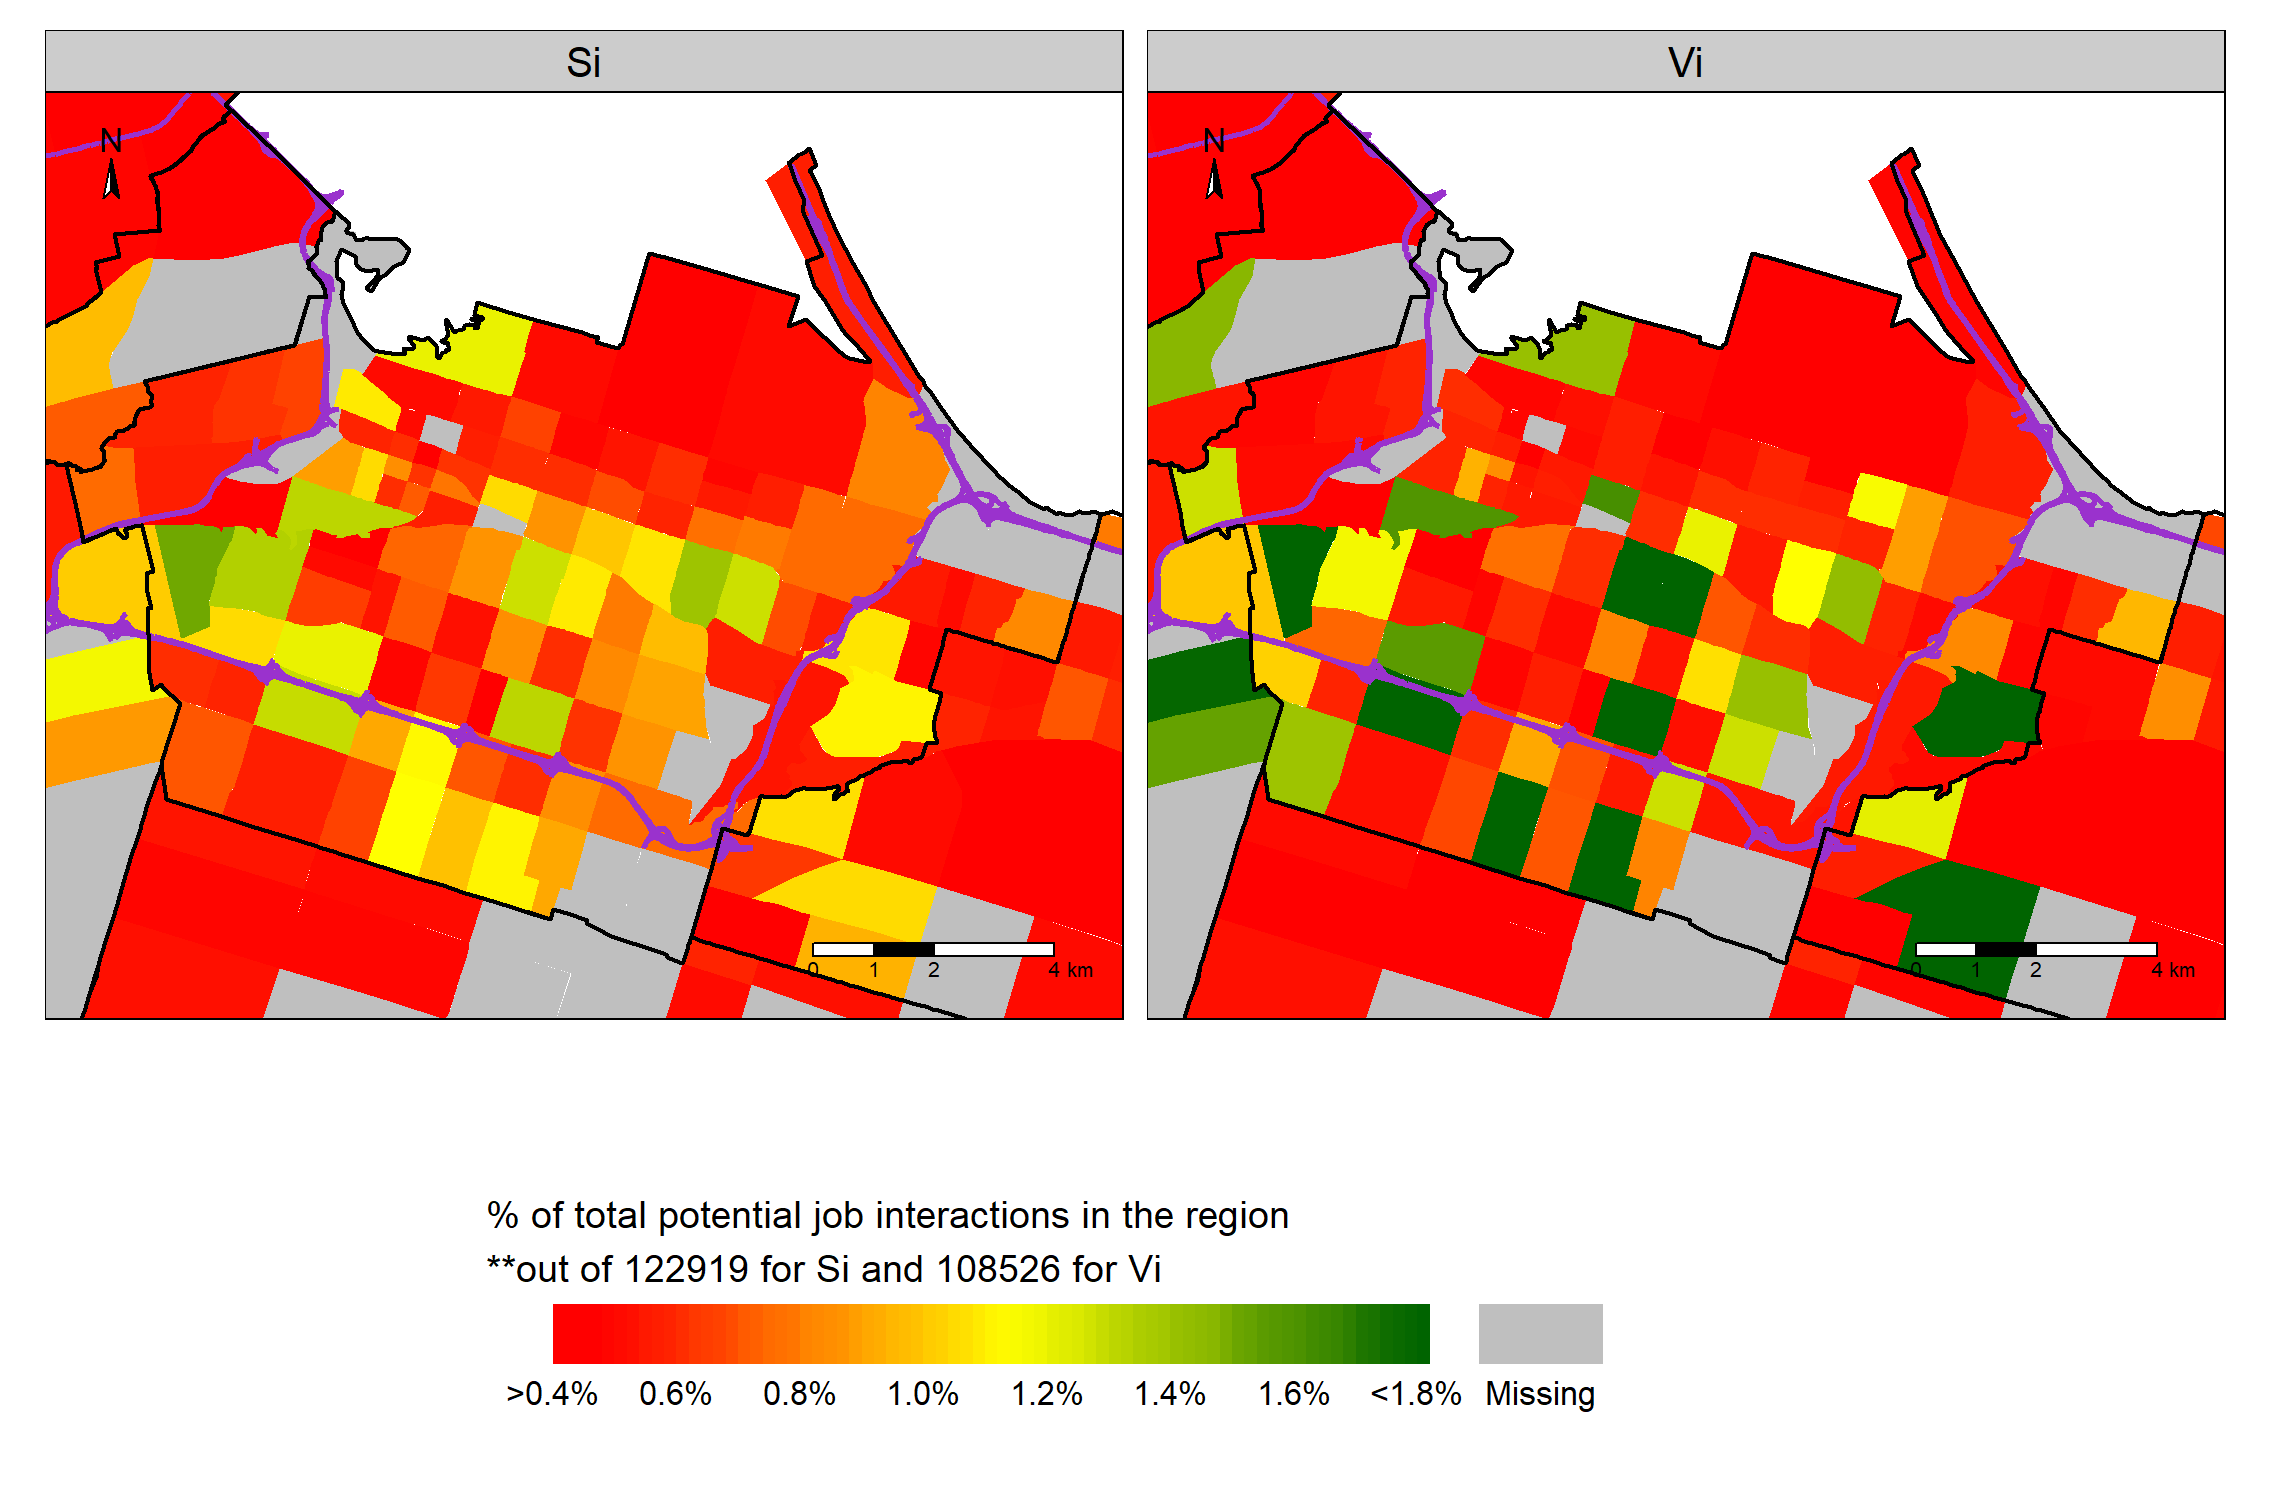 Si
Vi
N
N
0 1 2 4 km
0 1 2 4 km
% of total potential job interactions in the region
**out of 122919 for Si and 108526 for Vi
>0.4% 0.6% 0.8% 1.0% 1.2% 1.4% 1.6% <1.8% Missing